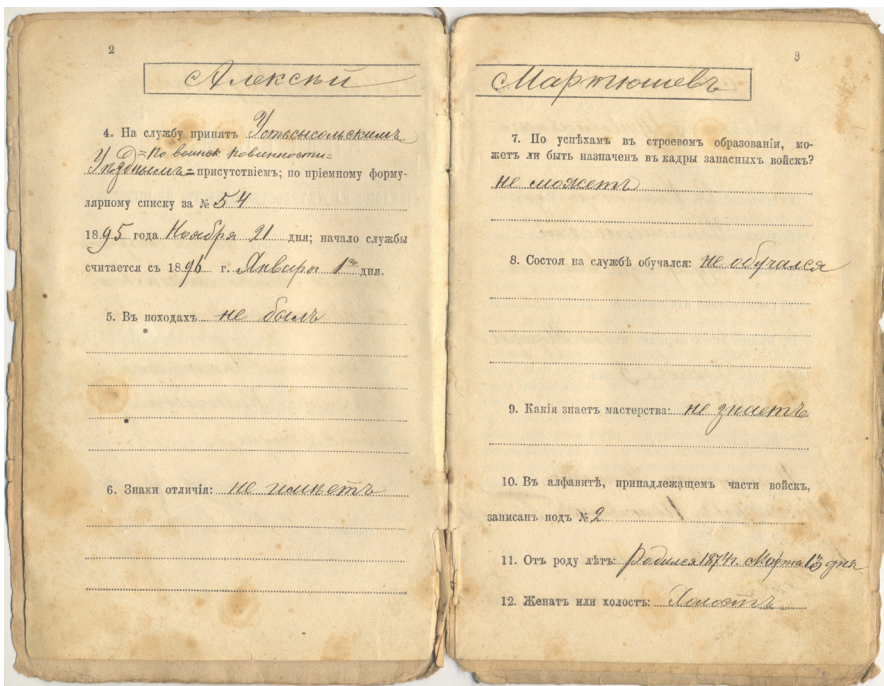 2
Алексѣй
4. На службу принятъ Устьсысольскимъ
=По воинск повинности=
Уѣзднымъ= присутствіемъ; по пріемному форму-
лярному списку за № 54
1895 года Ноября 21 дня; начало службы
считается съ 1896 г. Января 1го дня.
5. Въ походахъ не былъ
6. Знаки отличія: не имѣетъ
3
Мартюшевъ
7. По успѣхамъ въ строевомъ образованіи, мо-
жетъ ли быть назначенъ въ кадры запасныхъ войскъ?
не можетъ
8. Состоя на службѣ обучался: не обучался
9. Какія знаетъ мастерства: не знаетъ
10. Въ алфавитѣ, принадлежащемъ части войскъ,
записанъ подъ № 2
11. Отъ роду лѣтъ: родился 1874 г. Марта 13 дня
12. Женатъ или холостъ: Холостъ